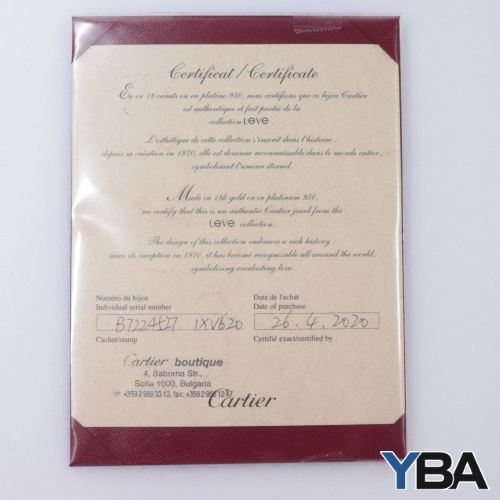 Certificat / Certificate
En or 18 carats ou en platine 950, nous certifions que ce bijou Cartier
est authentique et fait partie de la
collection LOVE.
L'esthétique de cette collection s'inscrit dans l'histoire :
depuis sa création en 1970, elle est devenue reconnaissable dans le monde entier,
symbolisant l'amour éternel.
Made in 18k gold or in platinum 950,
we certify that this is an authentic Cartier jewel from the
LOVE collection.
The design of this collection embraces a rich history :
since its inception in 1970, it has become recognizable all around the world,
symbolizing everlasting love.
Numéro du bijou
Individual serial number
Date de l'achat
Date of purchase
B7224527 IXV620
26.4.2020
Cachet/stamp
Certifié exact/certified by
Cartier boutique
4, Saborna Str.,
Sofia 1000, Bulgaria
fax:
Cartier
YBA